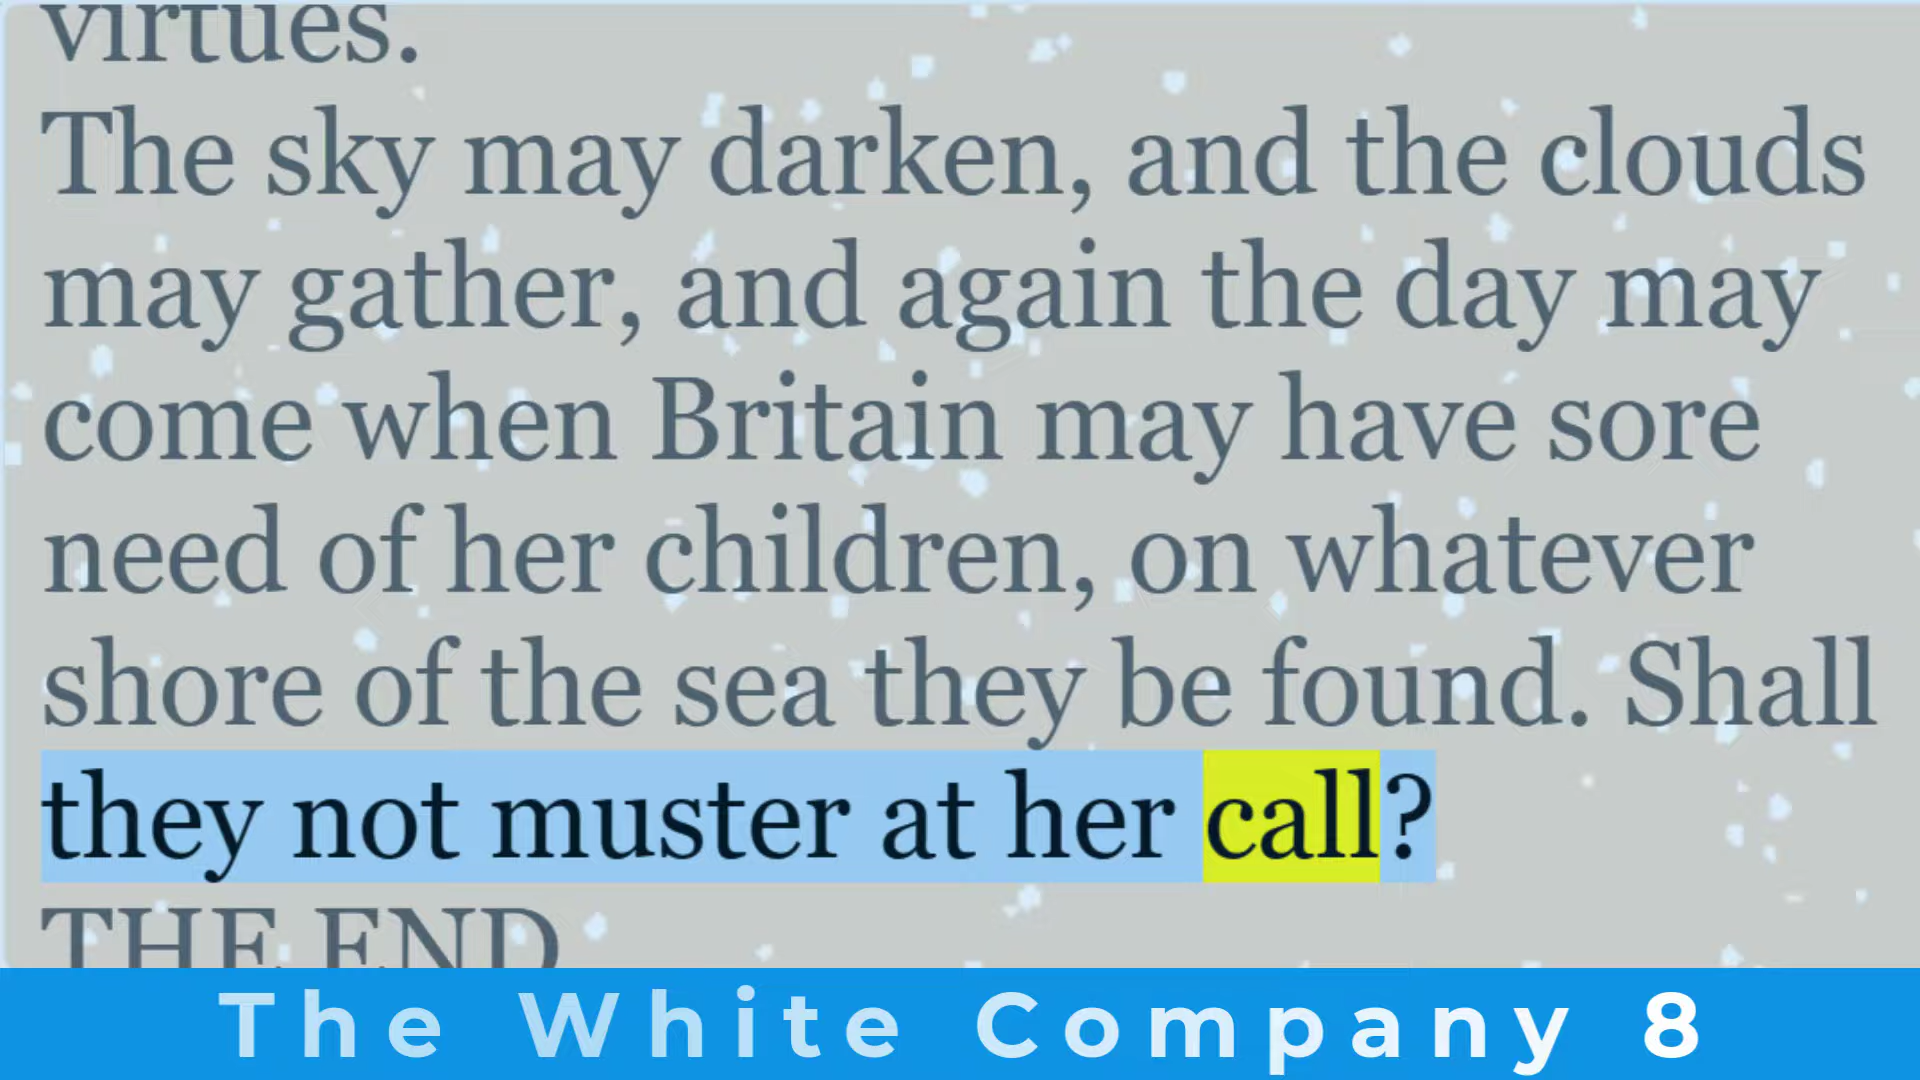 virtues.
The sky may darken, and the clouds
may gather, and again the day may
come when Britain may have sore
need of her children, on whatever
shore of the sea they be found. Shall
they not muster at her call?
THE END
The White Company 8